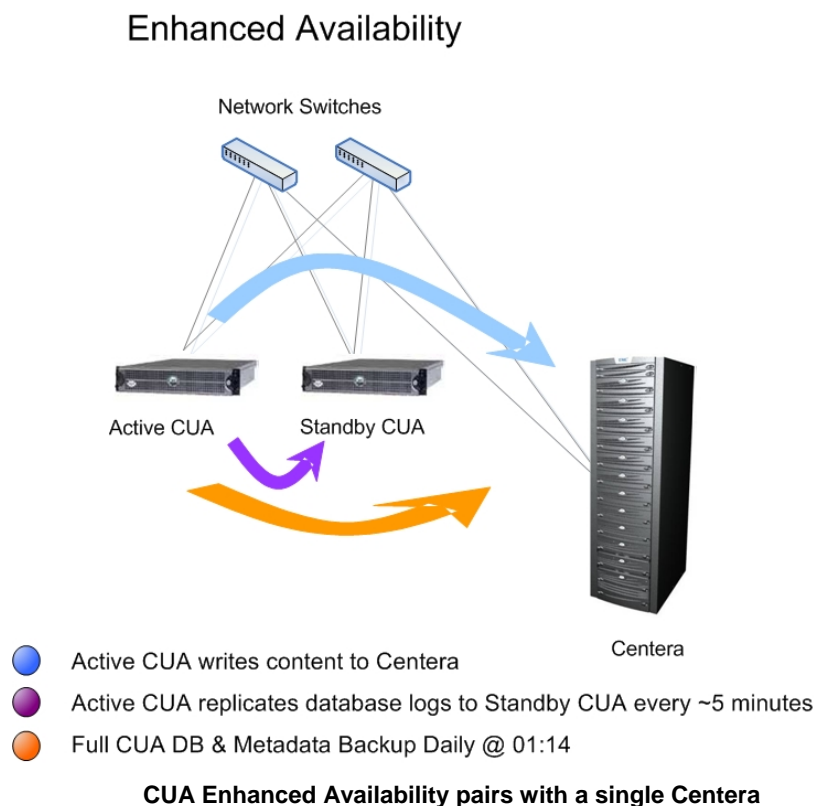 Enhanced Availability
Network Switches
Active CUA
Standby CUA
Centera
Active CUA writes content to Centera
Active CUA replicates database logs to Standby CUA every ~5 minutes
Full CUA DB & Metadata Backup Daily @ 01:14
CUA Enhanced Availability pairs with a single Centera